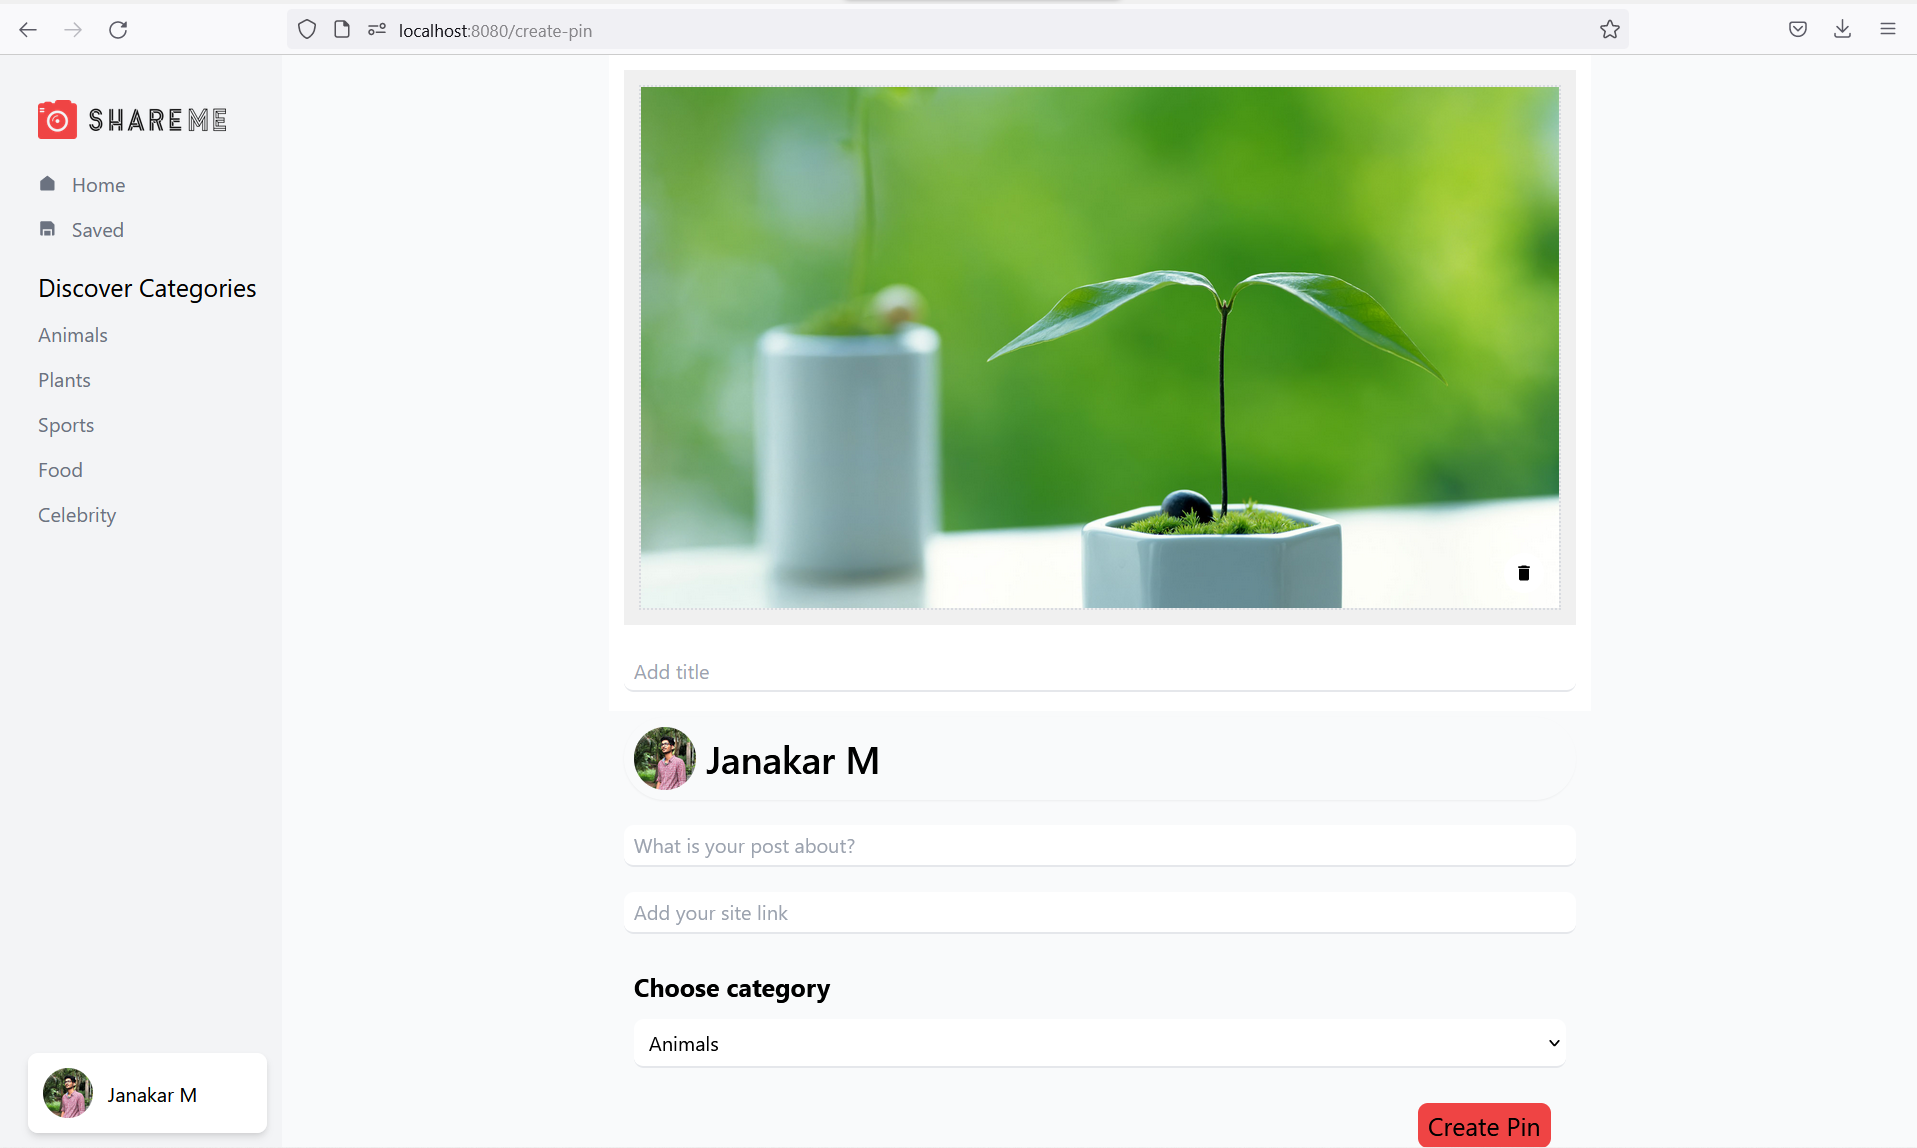 localhost:8080/create-pin
SHAREME
Home
Saved
Discover Categories
Animals
Plants
Sports
Food
Celebrity
Janakar M
Add title
Janakar M
What is your post about?
Add your site link
Choose category
Animals
Create Pin